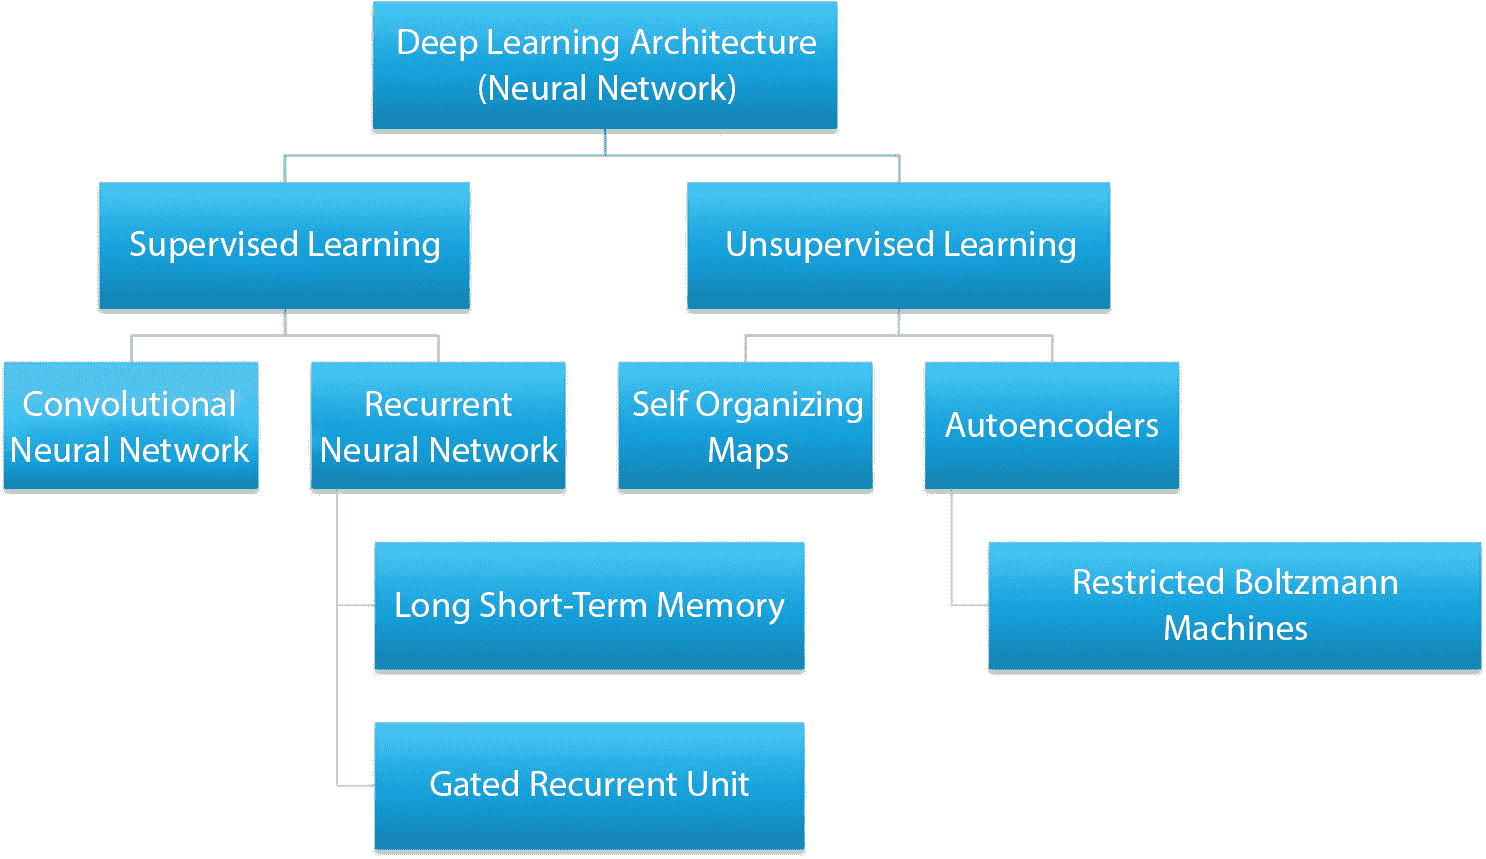 Deep Learning Architecture
(Neural Network)
Supervised Learning
Unsupervised Learning
Convolutional
Neural Network
Recurrent
Neural Network
Self Organizing
Maps
Autoencoders
Long Short-Term Memory
Restricted Boltzmann
Machines
Gated Recurrent Unit